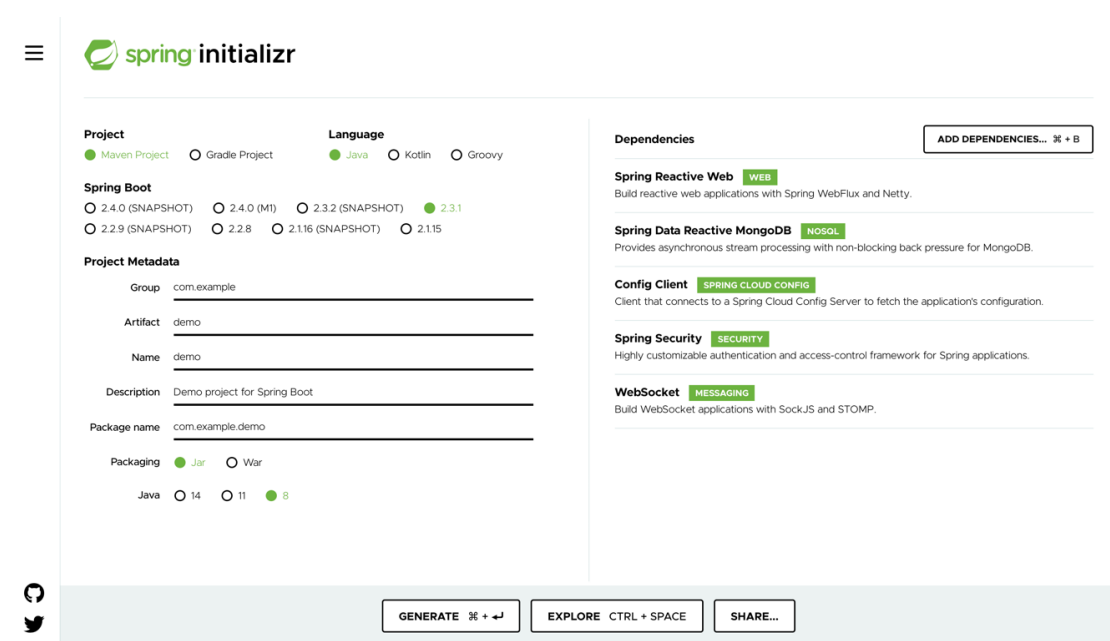 spring initializr
Project
Maven Project Gradle Project
Language
Java Kotlin Groovy
Spring Boot
2.4.0 (SNAPSHOT) 2.4.0 (M1) 2.3.2 (SNAPSHOT) 2.3.1
2.2.9 (SNAPSHOT) 2.2.8 2.1.16 (SNAPSHOT) 2.1.15
Project Metadata
Group com.example
Artifact demo
Name demo
Description Demo project for Spring Boot
Package name com.example.demo
Packaging Jar War
Java 14 11 8
Dependencies
ADD DEPENDENCIES... ⌘ + B
Spring Reactive Web WEB
Build reactive web applications with Spring WebFlux and Netty.
Spring Data Reactive MongoDB NOSQL
Provides asynchronous stream processing with non-blocking back pressure for MongoDB.
Config Client SPRING CLOUD CONFIG
Client that connects to a Spring Cloud Config Server to fetch the application's configuration.
Spring Security SECURITY
Highly customizable authentication and access-control framework for Spring applications.
WebSocket MESSAGING
Build WebSocket applications with SockJS and STOMP.
GENERATE ⌘ + ↵
EXPLORE CTRL + SPACE
SHARE...